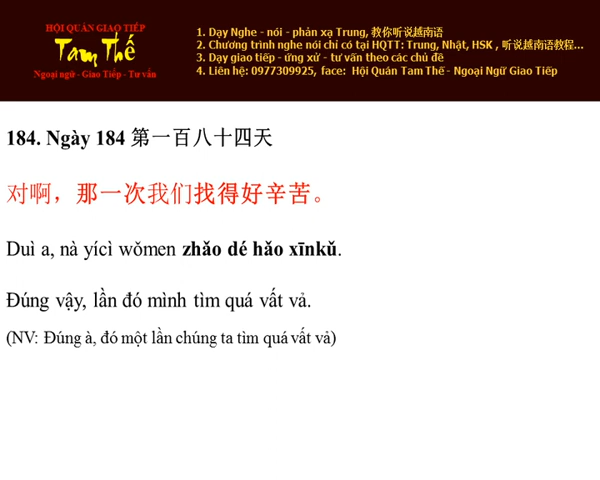 HỘI QUÁN GIAO TIẾP
Tam Thế
Ngoại ngữ - Giao Tiếp - Tư vấn
1. Dạy Nghe - nói - phản xạ Trung, 教你听说越南语
2. Chương trình nghe nói chỉ có tại HQTT: Trung, Nhật, HSK , 听说越南语教程...
3. Dạy giao tiếp - ứng xử - tư vấn theo các chủ đề
4. Liên hệ: 0977309925, face: Hội Quán Tam Thế - Ngoại Ngữ Giao Tiếp
184. Ngày 184 第一百八十四天
对啊，那一次我们找得好辛苦。
Duì a, nà yícì wǒmen zhǎo dé hǎo xīnkǔ.
Đúng vậy, lần đó mình tìm quá vất vả.
(NV: Đúng à, đó một lần chúng ta tìm quá vất vả)